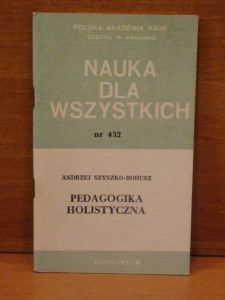 POLSKA AKADEMIA NAUK
ODDZIAŁ W KRAKOWIE
NAUKA
DLA
WSZYSTKICH
nr 432
ANDRZEJ SZYSZKO-BOHUSZ
PEDAGOGIKA
HOLISTYCZNA
OSSOLINEUM